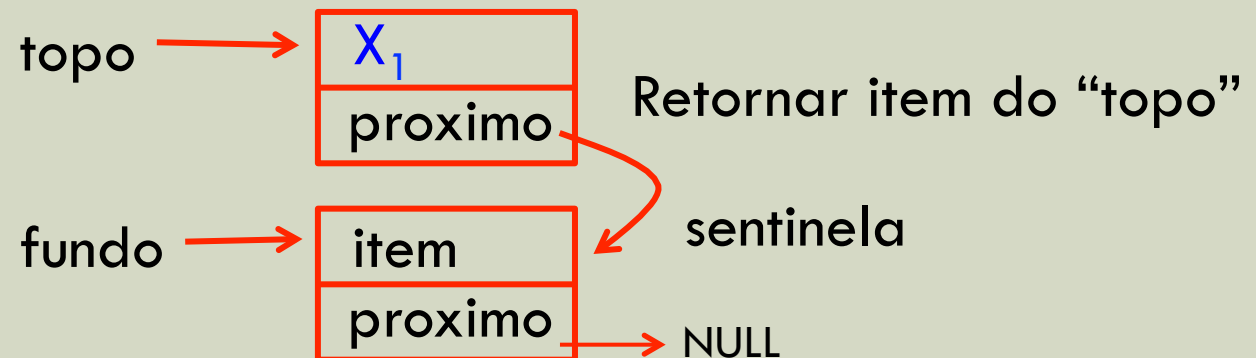 topo
X₁
proximo
Retornar item do “topo”
fundo
item
sentinela
proximo
NULL